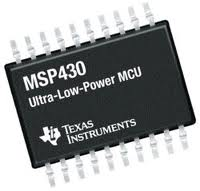 MSP430
Ultra-Low-Power MCU
TEXAS
INSTRUMENTS